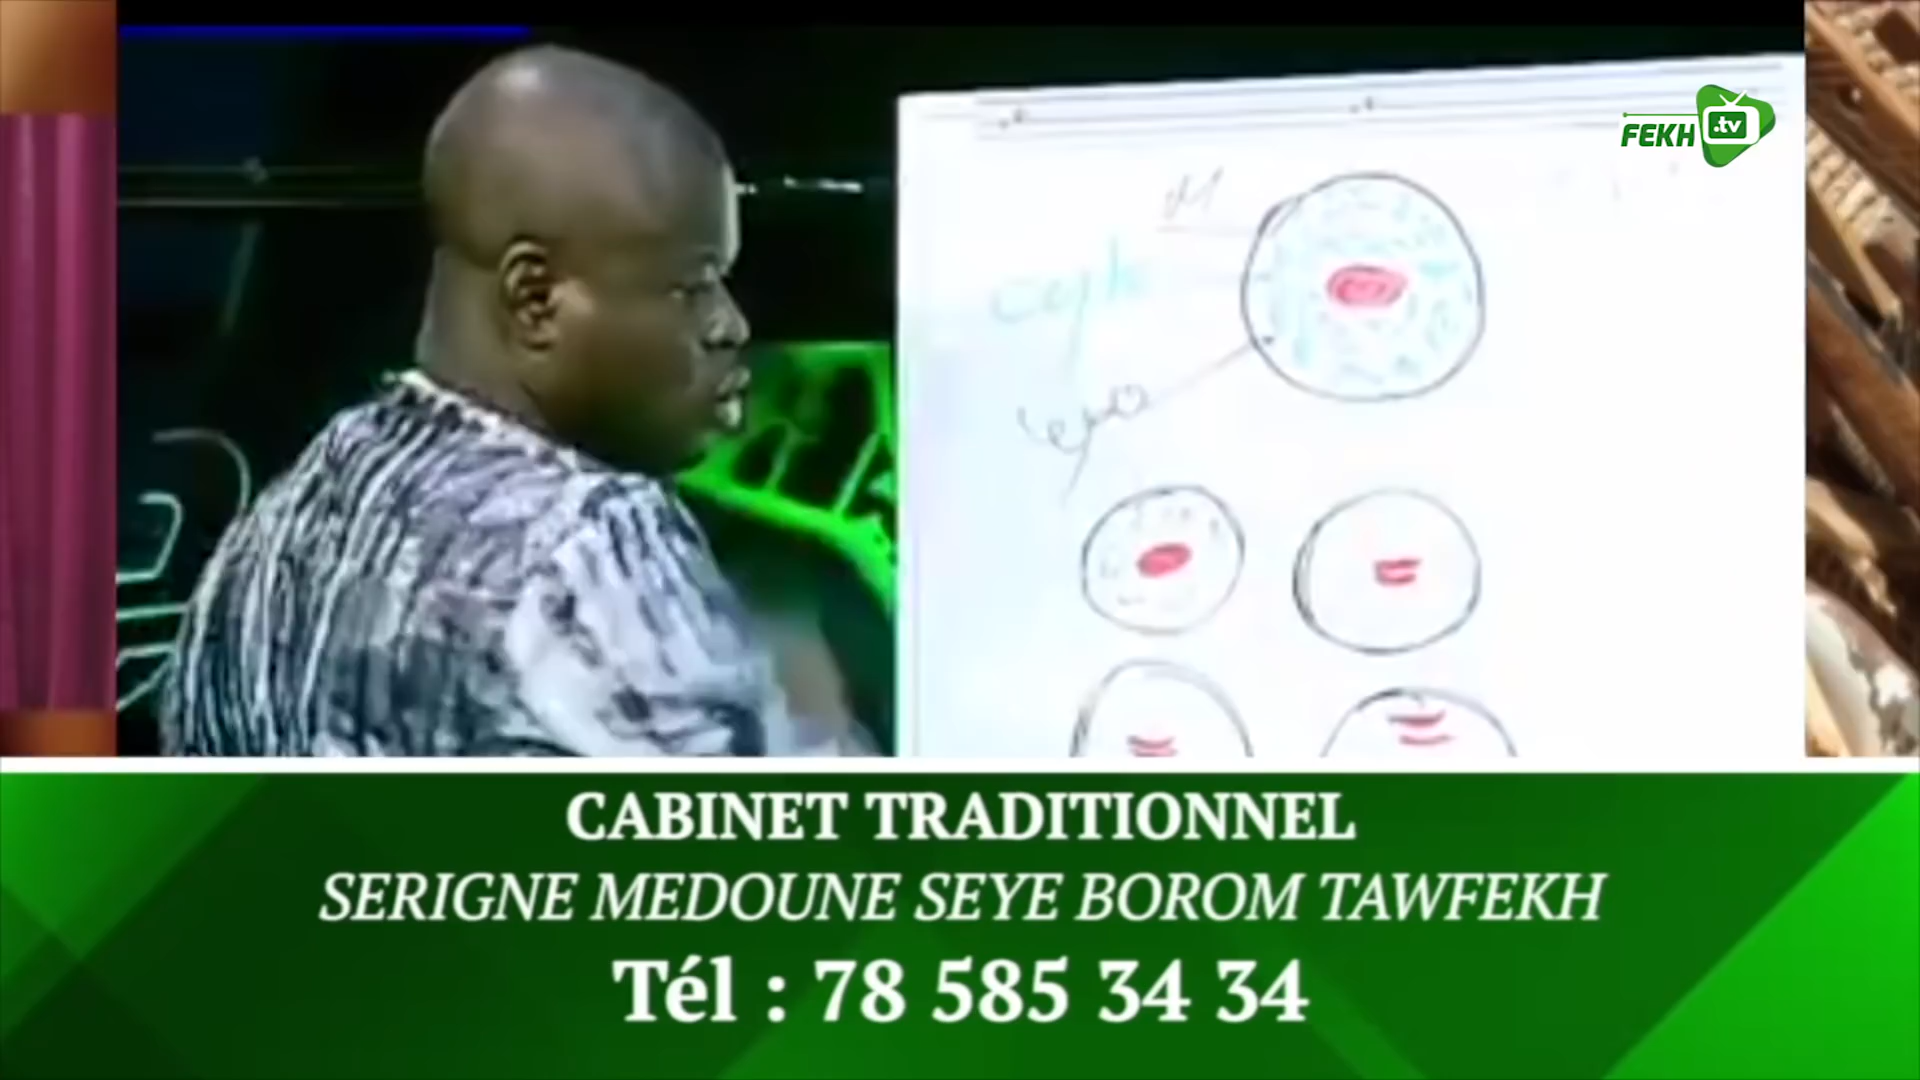 FEKH .tv
CABINET TRADITIONNEL
SERIGNE MEDOUNE SEYE BOROM TAWFEKH
Tél : 78 585 34 34